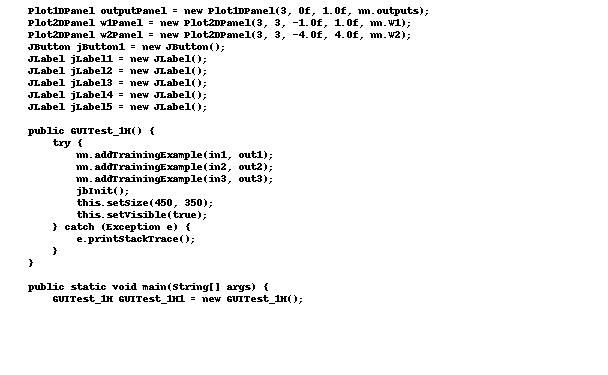 Plot1DPanel outputPanel = new Plot1DPanel(3, 0f, 1.0f, nn.outputs);
Plot2DPanel w1Panel = new Plot2DPanel(3, 3, -1.0f, 1.0f, nn.W1);
Plot2DPanel w2Panel = new Plot2DPanel(3, 3, -4.0f, 4.0f, nn.W2);
JButton jButton1 = new JButton();
JLabel jLabel1 = new JLabel();
JLabel jLabel2 = new JLabel();
JLabel jLabel3 = new JLabel();
JLabel jLabel4 = new JLabel();
JLabel jLabel5 = new JLabel();
public GUITest_1H() {
try {
nn.addTrainingExample(in1, out1);
nn.addTrainingExample(in2, out2);
nn.addTrainingExample(in3, out3);
jbInit();
this.setSize(450, 350);
this.setVisible(true);
} catch (Exception e) {
e.printStackTrace();
}
}
public static void main(String[] args) {
GUITest_1H GUITest_1H1 = new GUITest_1H();